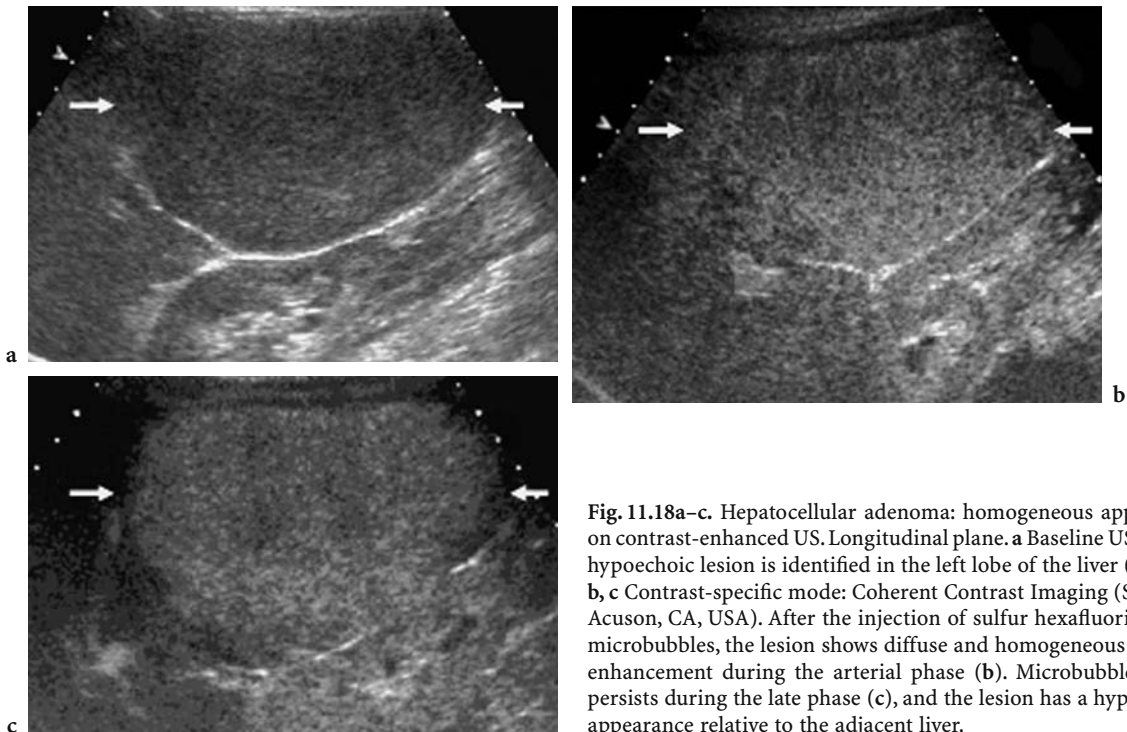 a
b
c
Fig. 11.18a–c. Hepatocellular adenoma: homogeneous app
on contrast-enhanced US. Longitudinal plane. a Baseline US
hypoechoic lesion is identified in the left lobe of the liver (
b, c Contrast-specific mode: Coherent Contrast Imaging (S
Acuson, CA, USA). After the injection of sulfur hexafluori
microbubbles, the lesion shows diffuse and homogeneous
enhancement during the arterial phase (b). Microbubble
persists during the late phase (c), and the lesion has a hyp
appearance relative to the adjacent liver.